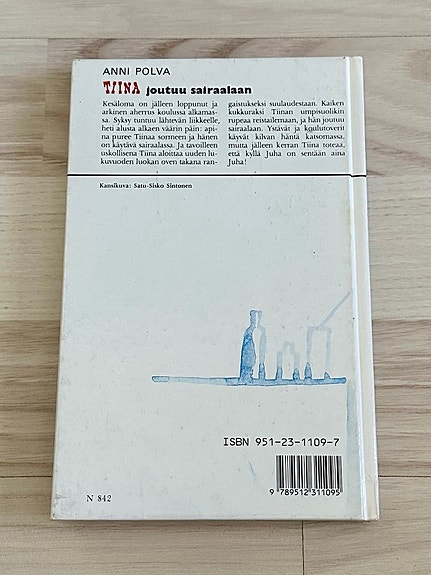 ANNI POLVA
TIINA joutuu sairaalaan
Kesäloma on jälleen loppunut ja
arkinen aherrus koulussa alkamas-
sa. Syksy tunnu lähtevän liikkeelle,
heti alusta alkaen väärin päin: api-
na puree Tiinaa sormeen ja hänen
on käytävä sairaalassa. Ja tavoilleen
uskollisena Tiina aloittaa uuden lu-
kuvuoden luokan oven takana ran-
gaistukseksi suulaudestaan. Kaiken
kukkuraksi Tiinan umpisuolikin
rupeaa reistailemaan, ja hän joutuu
sairaalaan. Ystävät ja koulutoverit
käyvät kilvan häntä katsomassa,
mutta jälleen kerran Tiina toteaa,
että kyllä Juha on sentään aina
Juha!
Kansikuva: Satu-Sisko Sintonen
ISBN 951-23-1109-7
9 789512 311095
N 842